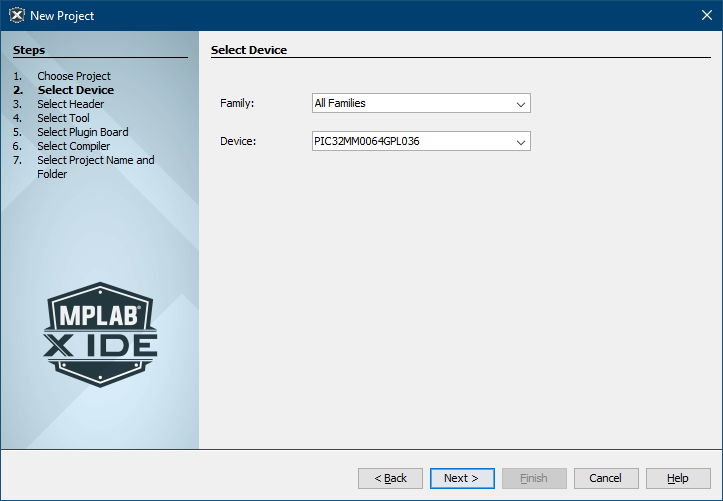 New Project
Steps
1. Choose Project
2. Select Device
3. Select Header
4. Select Tool
5. Select Plugin Board
6. Select Compiler
7. Select Project Name and
Folder
MPLAB®
X IDE
Select Device
Family: All Families
Device: PIC32MM0064GPL036
< Back Next > Finish Cancel Help